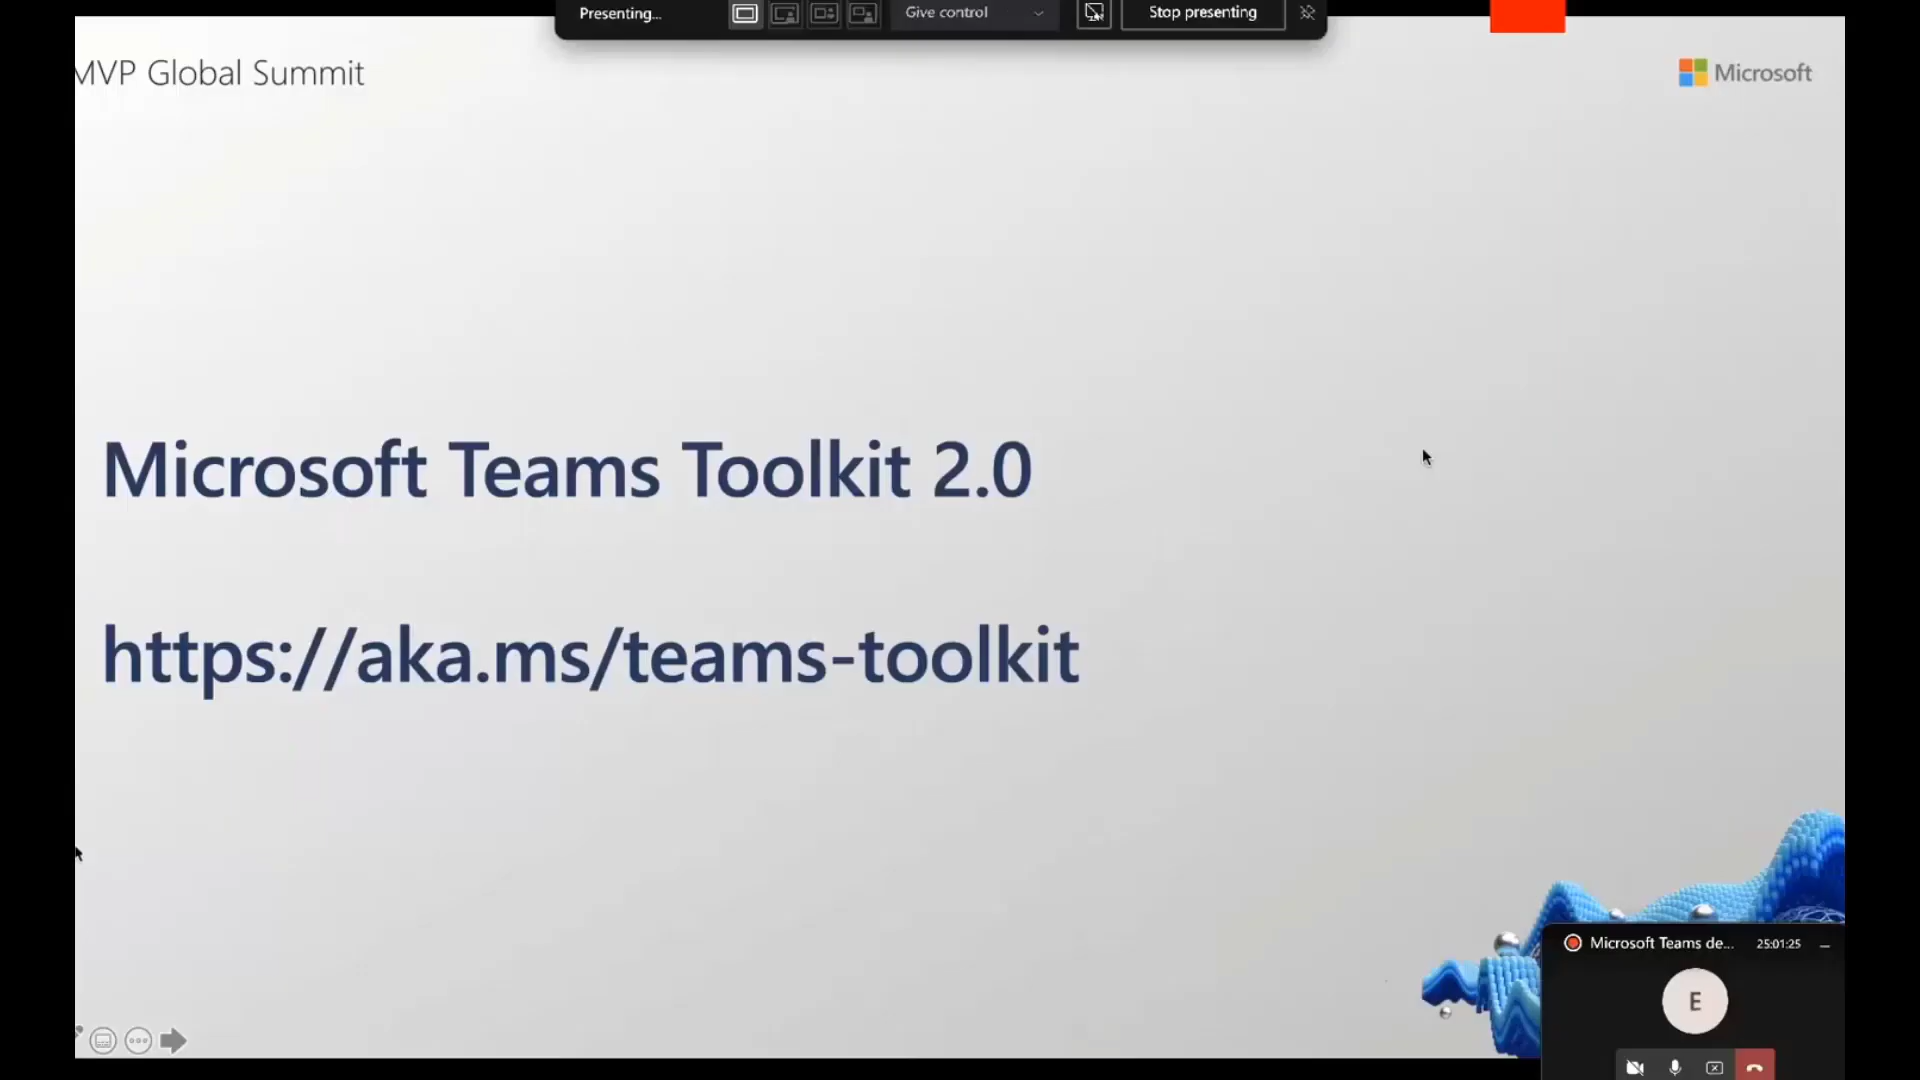 Presenting...
Give control
Stop presenting
MVP Global Summit
Microsoft
Microsoft Teams Toolkit 2.0
https://aka.ms/teams-toolkit
Microsoft Teams de...
25:01:25
E